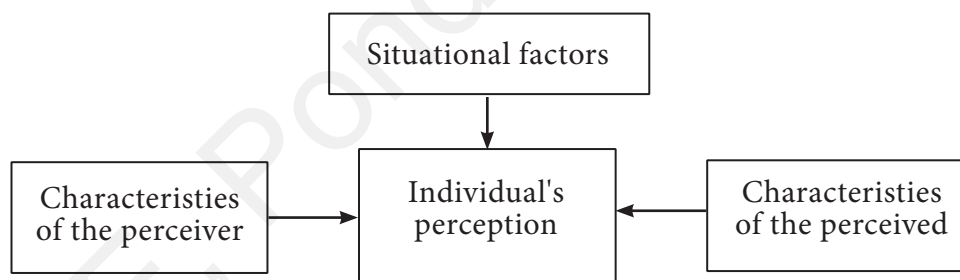 Situational factors
Characteristies
of the perceiver
Individual's
perception
Characteristies
of the perceived